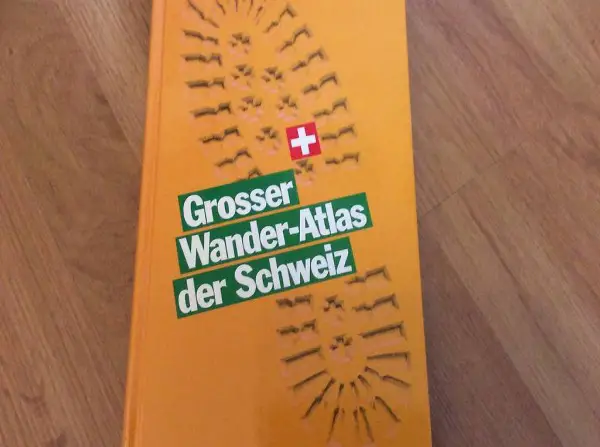 Grosser
Wander-Atlas
der Schweiz